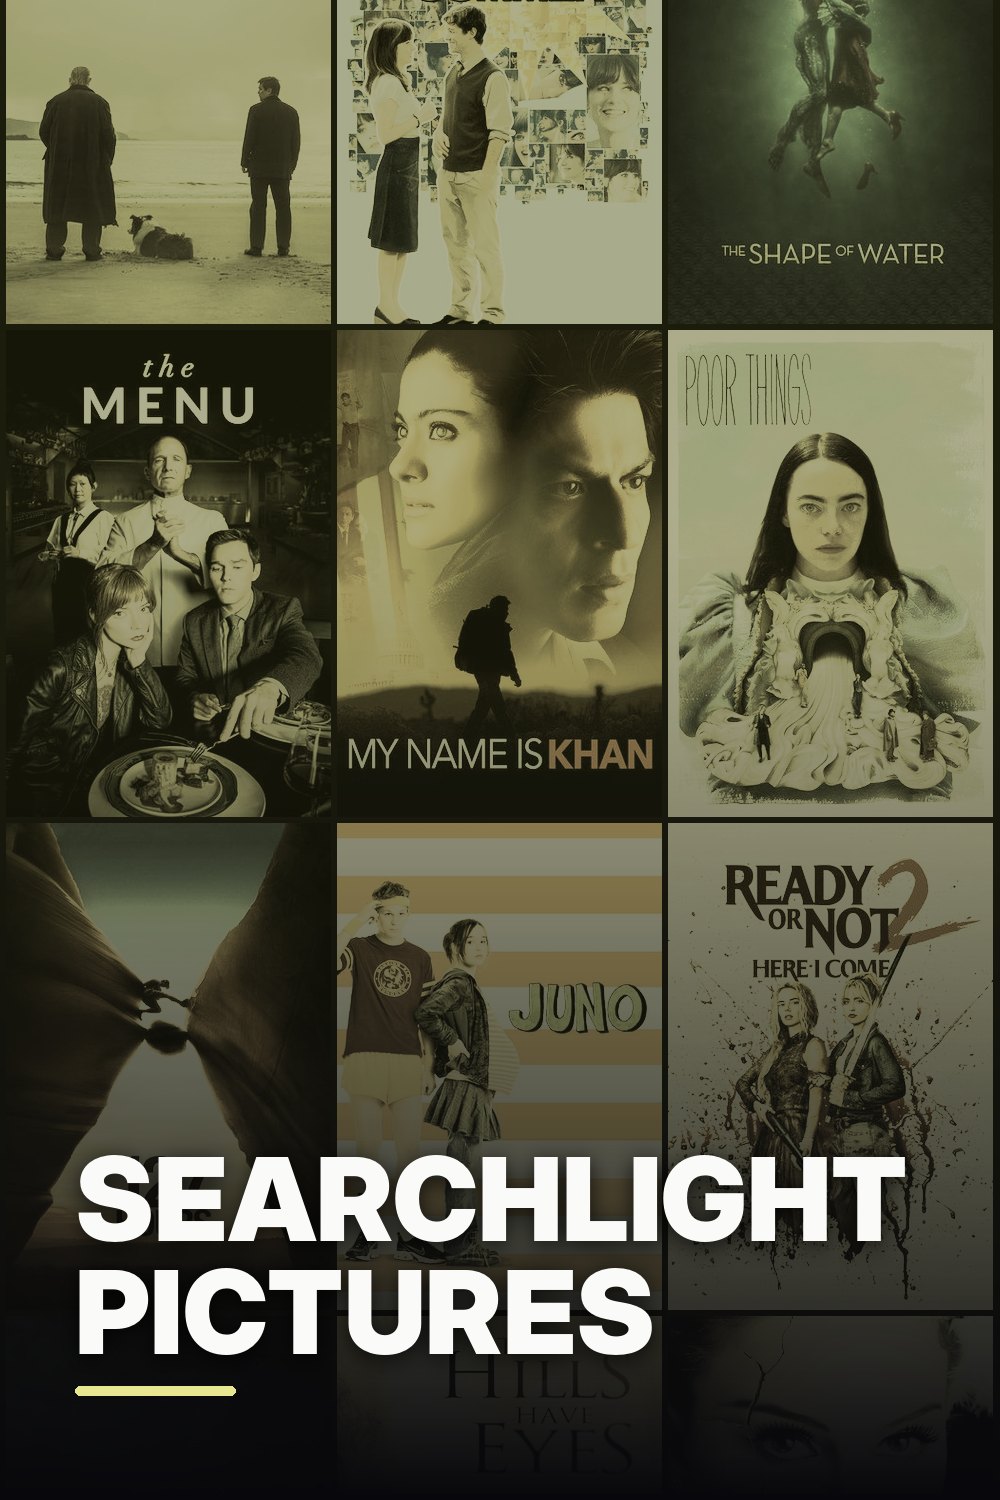 THE SHAPE OF WATER
the
MENU
MY NAME IS KHAN
POOR THINGS
JUNO
READY
OR NOT 2
HERE I COME
SEARCHLIGHT
PICTURES
HILLS
HAVE
EYES